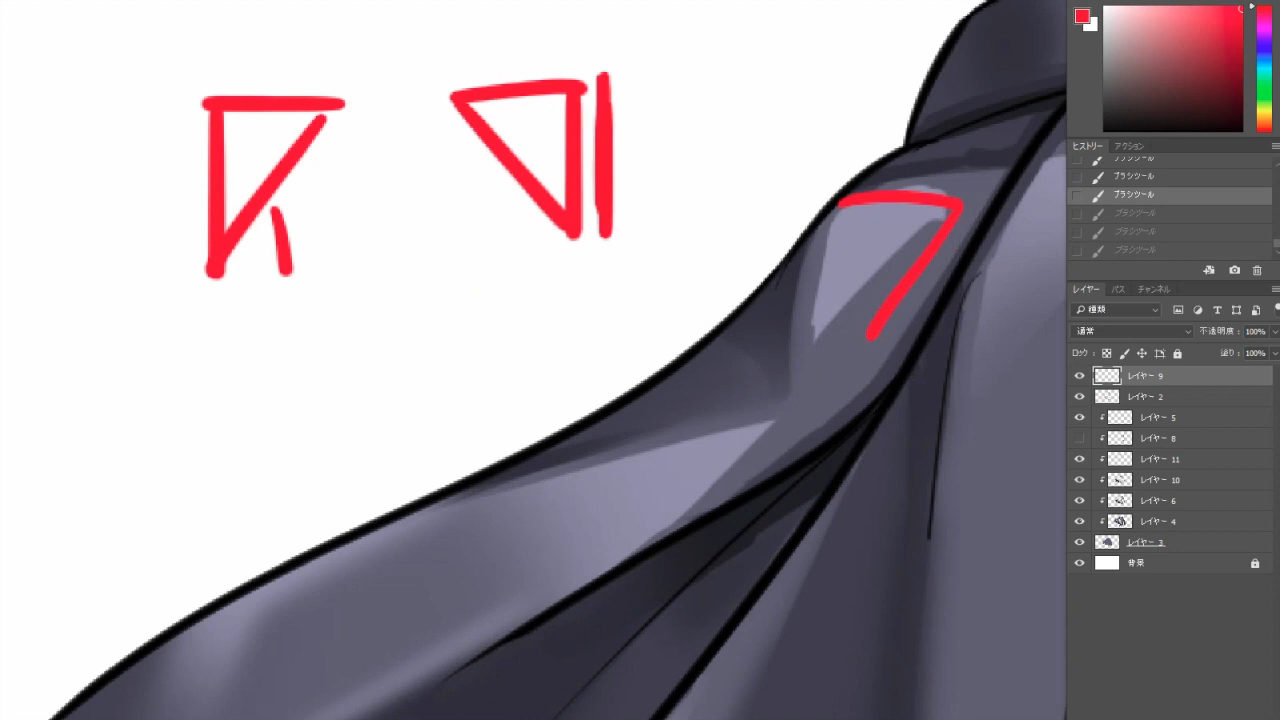 ヒストリー アクション
ブラシツール
ブラシツール
ブラシツール
ブラシツール
ブラシツール
ブラシツール
レイヤー パス チャンネル
種類
通常 不透明度: 100%
ロック: 塗り: 100%
レイヤー 9
レイヤー 2
レイヤー 5
レイヤー 8
レイヤー 11
レイヤー 10
レイヤー 6
レイヤー 4
レイヤー 3
背景